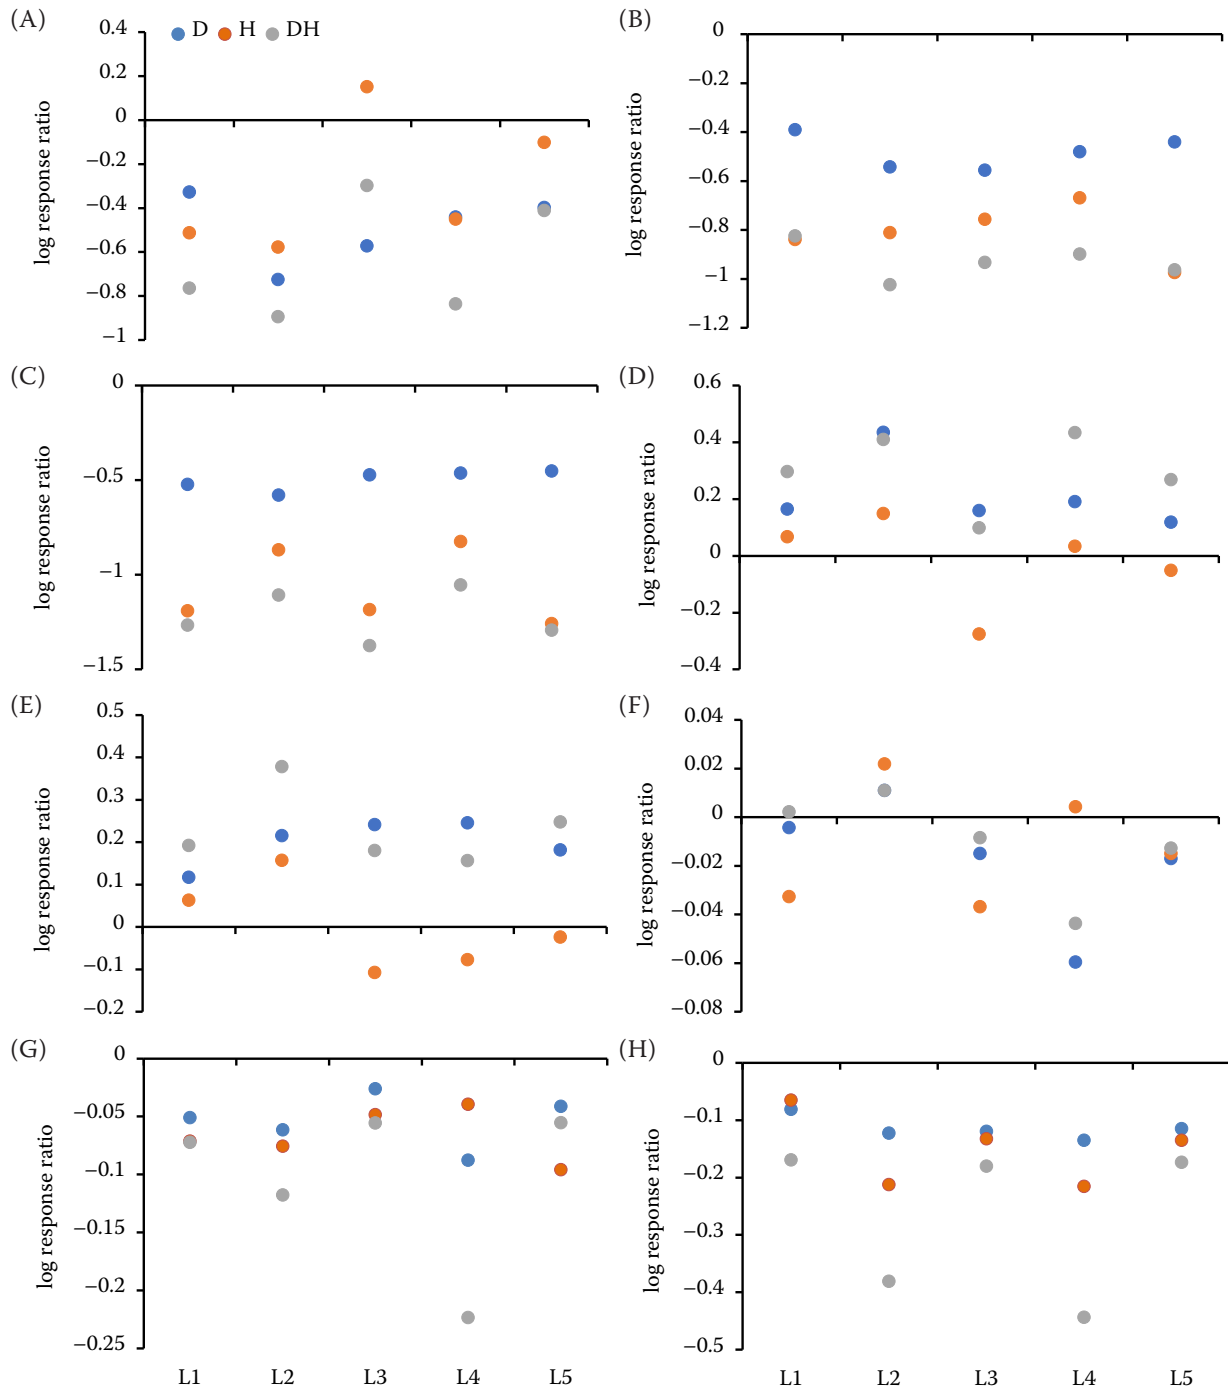 (A)
D H DH
0.4
0.2
0
−0.2
−0.4
−0.6
−0.8
−1
log response ratio
(B)
0
−0.2
−0.4
−0.6
−0.8
−1
−1.2
log response ratio
(C)
0
−0.5
−1
−1.5
log response ratio
(D)
0.6
0.4
0.2
0
−0.2
−0.4
log response ratio
(E)
0.5
0.4
0.3
0.2
0.1
0
−0.1
−0.2
log response ratio
(F)
0.04
0.02
0
−0.02
−0.04
−0.06
−0.08
log response ratio
(G)
0
−0.05
−0.1
−0.15
−0.2
−0.25
log response ratio
L1 L2 L3 L4 L5
(H)
0
−0.1
−0.2
−0.3
−0.4
−0.5
log response ratio
L1 L2 L3 L4 L5